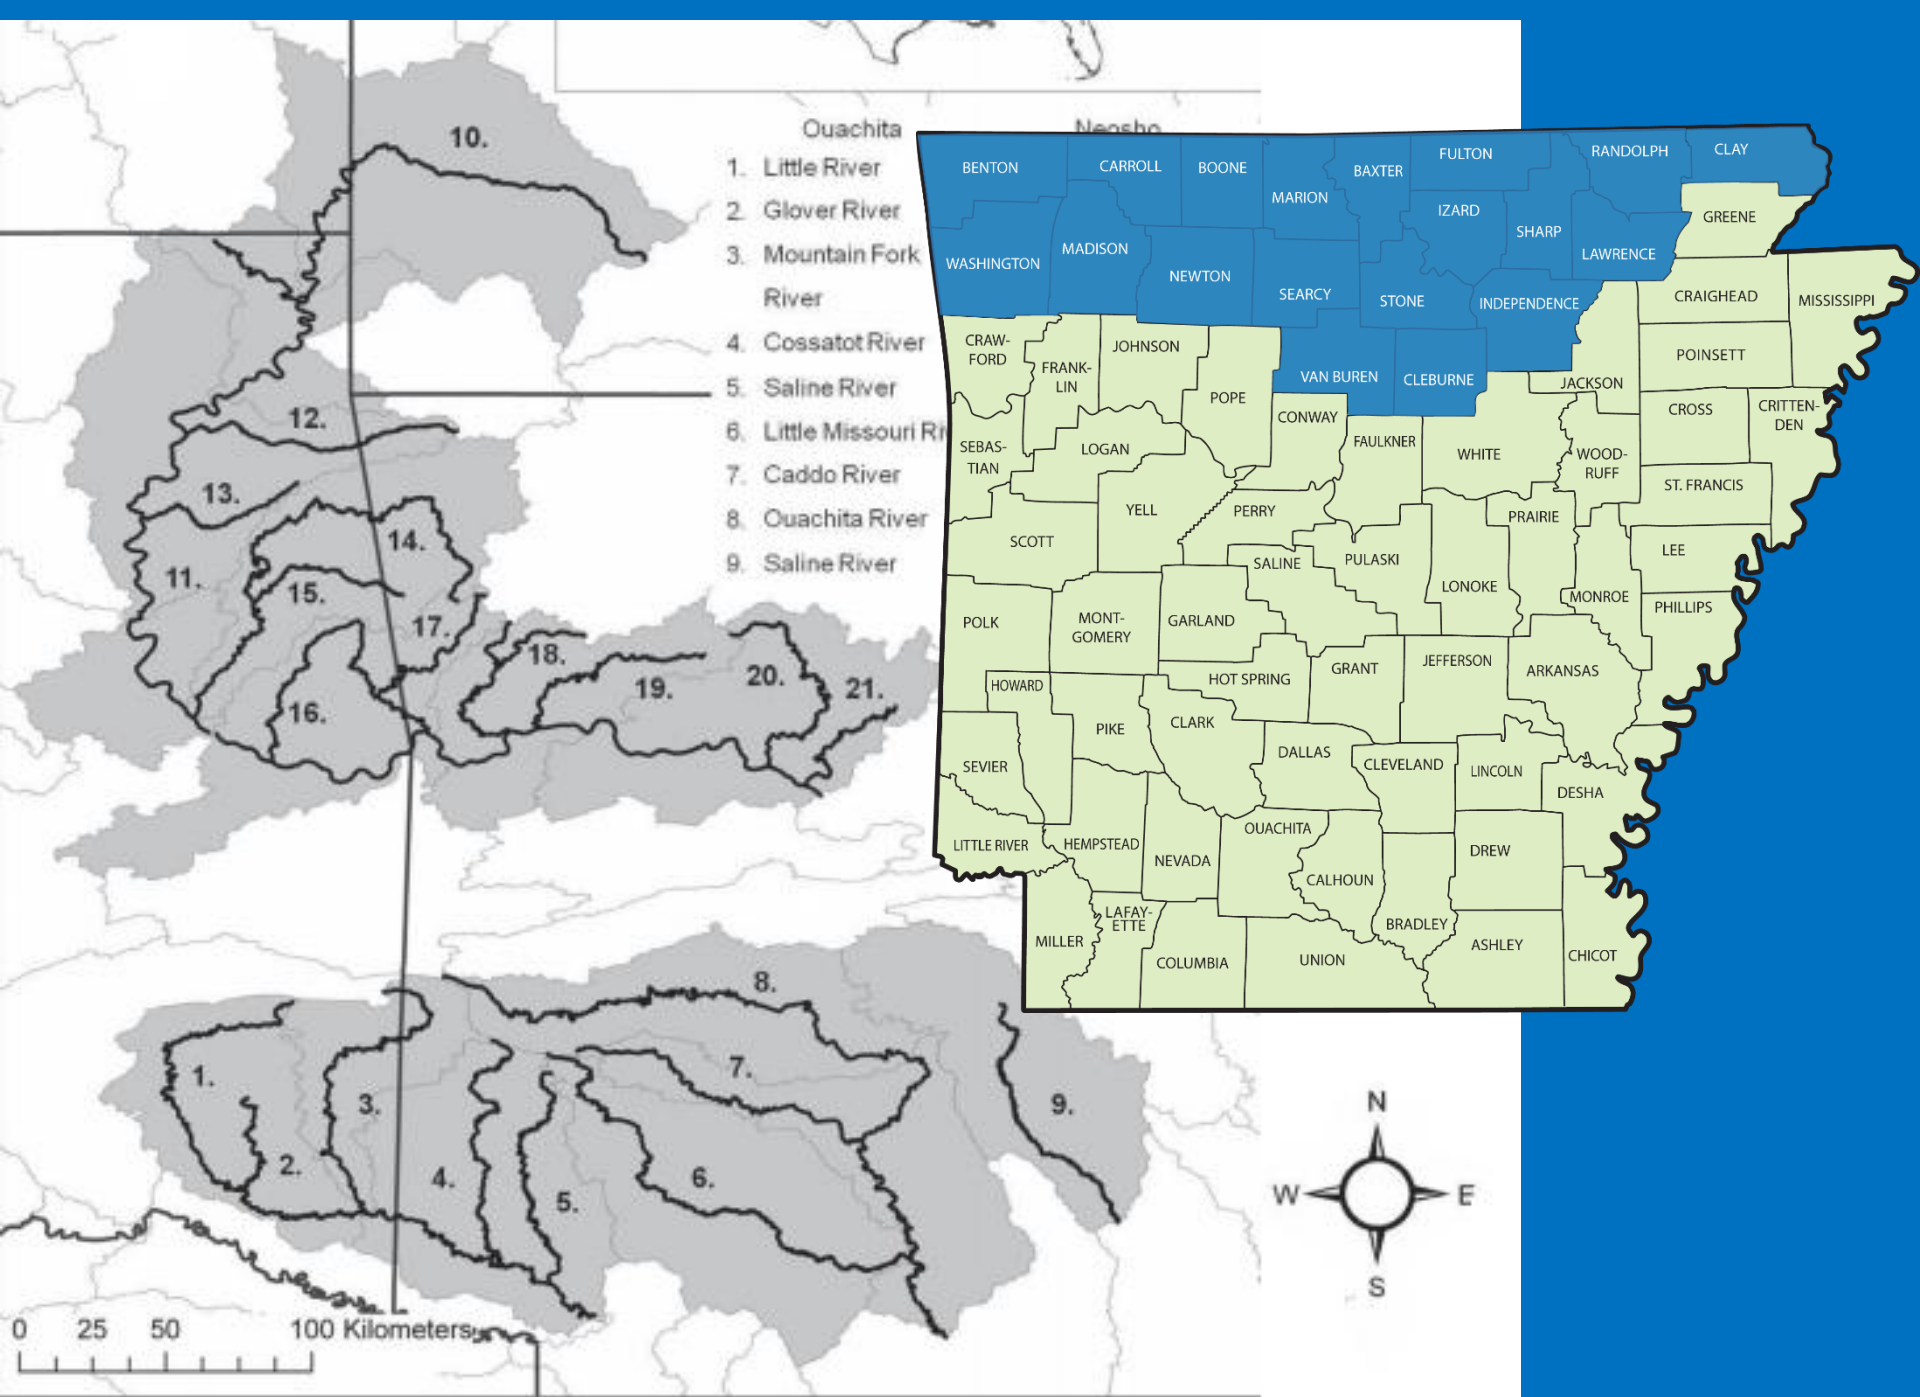 Ouachita
Neosho
1. Little River
2. Glover River
3. Mountain Fork
River
4. Cossatot River
5. Saline River
6. Little Missouri Ri
7. Caddo River
8. Ouachita River
9. Saline River
10.
12.
13.
14.
11.
15.
17.
18.
16.
19.
20.
21.
8.
7.
1.
3.
9.
2.
4.
6.
5.
0 25 50 100 Kilometers
N
W E
S
BENTON
CARROLL
BOONE
MARION
BAXTER
FULTON
RANDOLPH
CLAY
GREENE
IZARD
SHARP
LAWRENCE
WASHINGTON
MADISON
NEWTON
SEARCY
STONE
INDEPENDENCE
CRAIGHEAD
MISSISSIPPI
CRAW-
FORD
FRANK-
LIN
JOHNSON
POPE
VAN BUREN
CLEBURNE
JACKSON
POINSETT
CONWAY
FAULKNER
WHITE
WOOD-
RUFF
CROSS
CRITTEN-
DEN
SEBAS-
TIAN
LOGAN
ST. FRANCIS
SCOTT
YELL
PERRY
SALINE
PULASKI
LONOKE
PRAIRIE
MONROE
LEE
PHILLIPS
POLK
MONT-
GOMERY
GARLAND
HOT SPRING
GRANT
JEFFERSON
ARKANSAS
HOWARD
PIKE
CLARK
DALLAS
CLEVELAND
LINCOLN
DESHA
SEVIER
LITTLE RIVER
HEMPSTEAD
NEVADA
OUACHITA
CALHOUN
DREW
MILLER
LAFAY-
ETTE
COLUMBIA
UNION
BRADLEY
ASHLEY
CHICOT